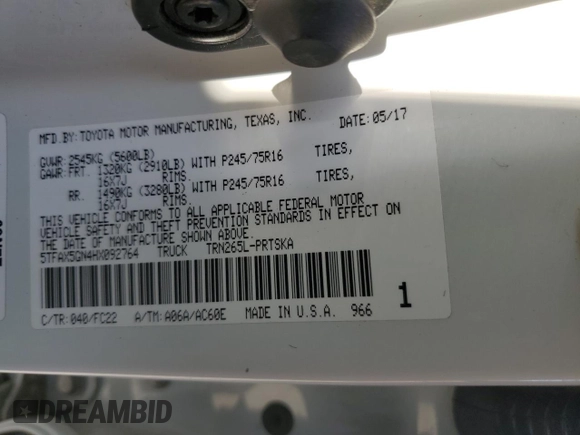 MFD.BY:TOYOTA MOTOR MANUFACTURING, TEXAS, INC. DATE:05/17
GVWR:2545KG (5600LB)
GAWR:FRT. 1320KG (2910LB) WITH P245/75R16 TIRES,
16X7J RIMS.
RR. 1490KG (3280LB) WITH P245/75R16 TIRES,
16X7J RIMS.
THIS VEHICLE CONFORMS TO ALL APPLICABLE FEDERAL MOTOR
VEHICLE SAFETY AND THEFT PREVENTION STANDARDS IN EFFECT ON
THE DATE OF MANUFACTURE SHOWN ABOVE.
5TFAX5GN4HX092764 TRUCK TRN265L-PRTSKA
C/TR:040/FC22 A/TM:A06A/AC60E MADE IN U.S.A. 966 1
DREAMBID